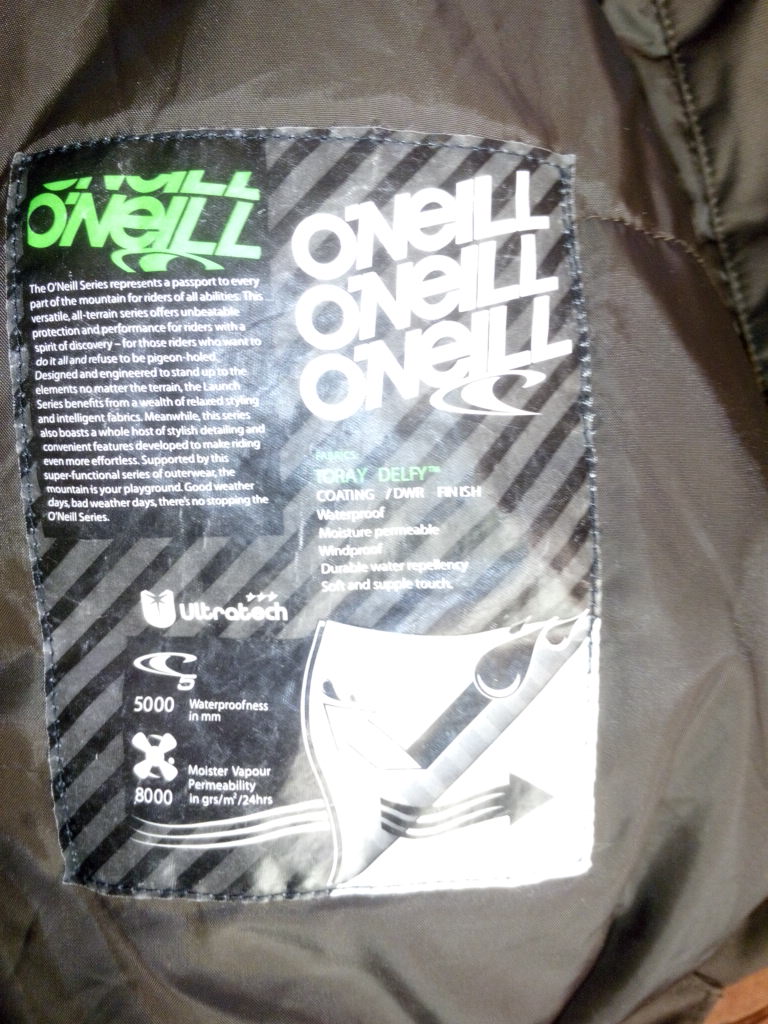 O'NEILL
O'NEILL
The O'Neill Series represents a passport to every
part of the mountain for riders of all abilities. This
versatile, all-terrain series offers unbeatable
protection and performance for riders with a
spirit of discovery – for those riders who want to
do it all and refuse to be pigeon-holed.
Designed and engineered to stand up to the
elements no matter the terrain, the Launch
Series benefits from a wealth of relaxed styling
and intelligent fabrics. Meanwhile, this series
also boasts a whole host of stylish detailing and
convenient features developed to make riding
even more effortless. Supported by this
super-functional series of outerwear, the
mountain is your playground. Good weather
days, bad weather days, there's no stopping the
O'Neill Series.
O'NEILL
O'NEILL
O'NEILL
FABRICS:
TORAY DELFY™
COATING / DWR FINISH
Waterproof
Moisture permeable
Windproof
Durable water repellency
Soft and supple touch.
Ultratech
5
5000 Waterproofness
in mm
Moister Vapour
Permeability
8000 in grs/m²/24hrs